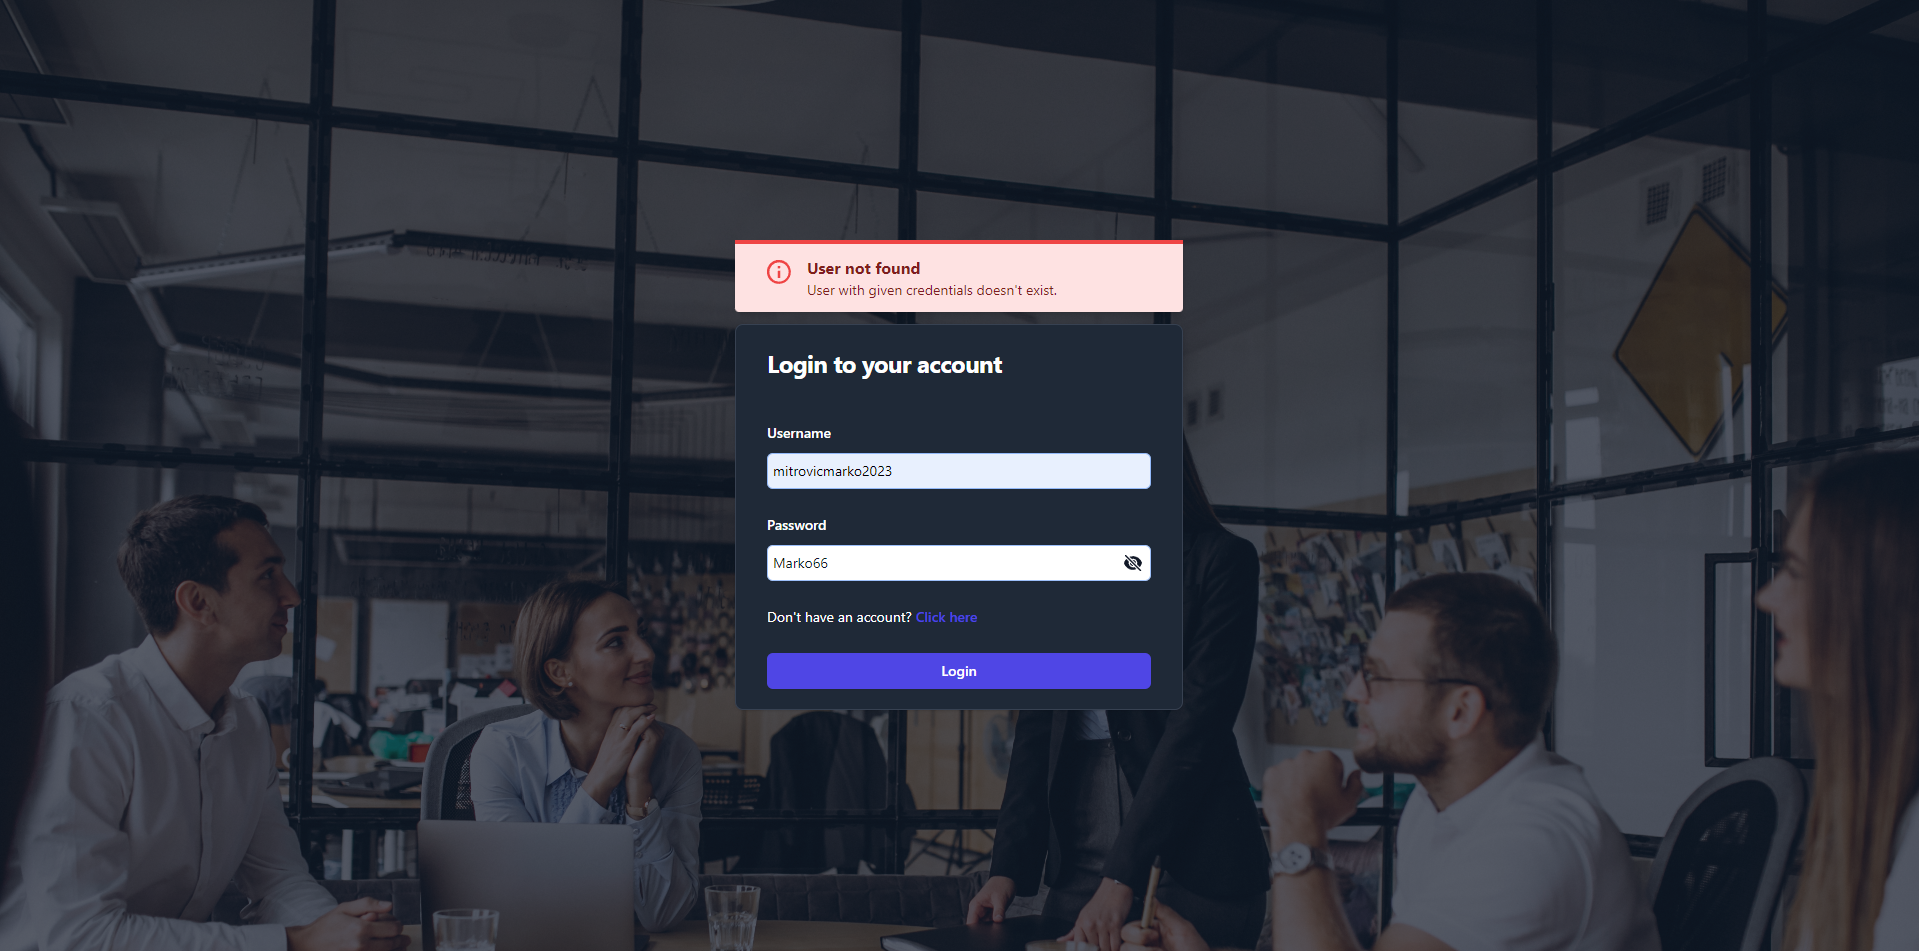 User not found
User with given credentials doesn't exist.
Login to your account
Username
mitrovicmarko2023
Password
Marko66
Don't have an account? Click here
Login